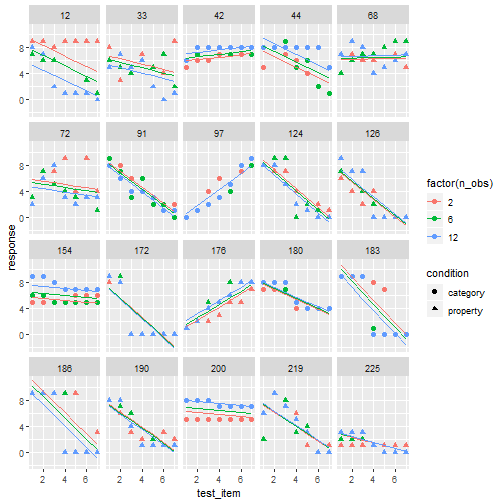 12 33 42 44 68
8
4
0
72 91 97 124 126
8
4
0
response
154 172 176 180 183
8
4
0
186 190 200 219 225
8
4
0
2 4 6 2 4 6 2 4 6 2 4 6 2 4 6
test_item
factor(n_obs)
2
6
12
condition
category
property